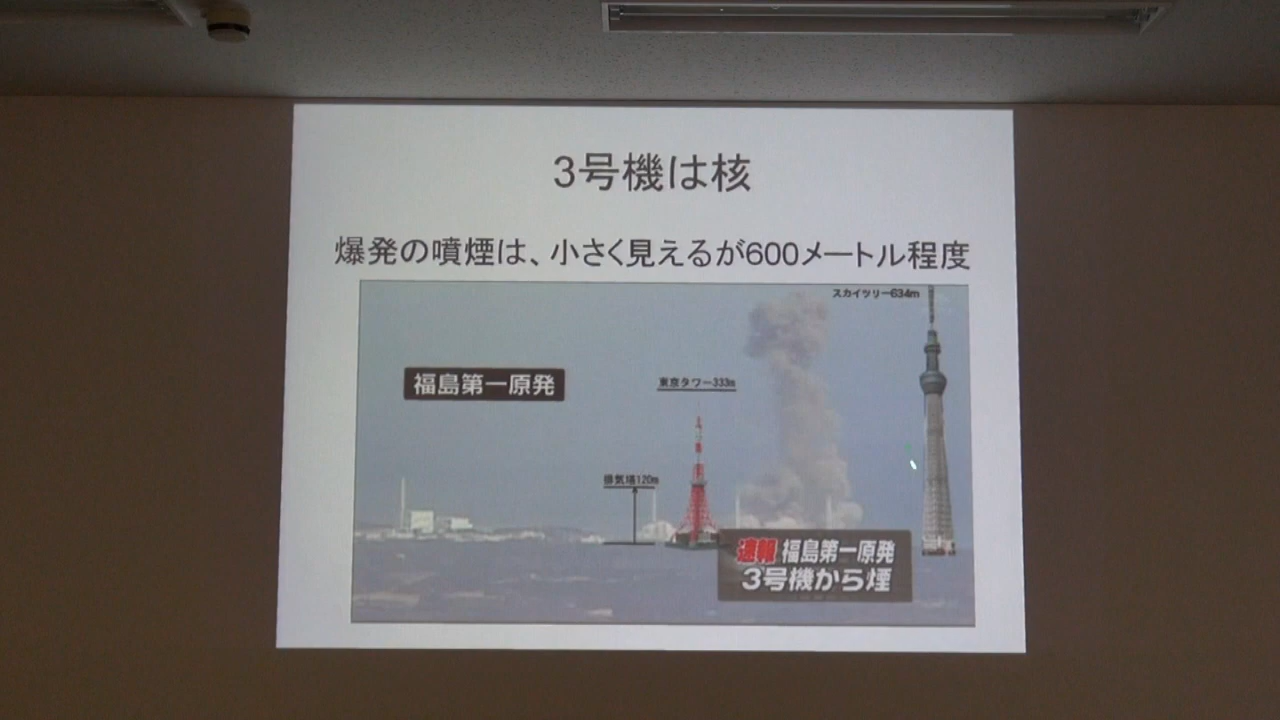 3号機は核
爆発の噴煙は、小さく見えるが600メートル程度
スカイツリー634m
東京タワー333m
福島第一原発
排気塔120m
速報 福島第一原発
3号機から煙